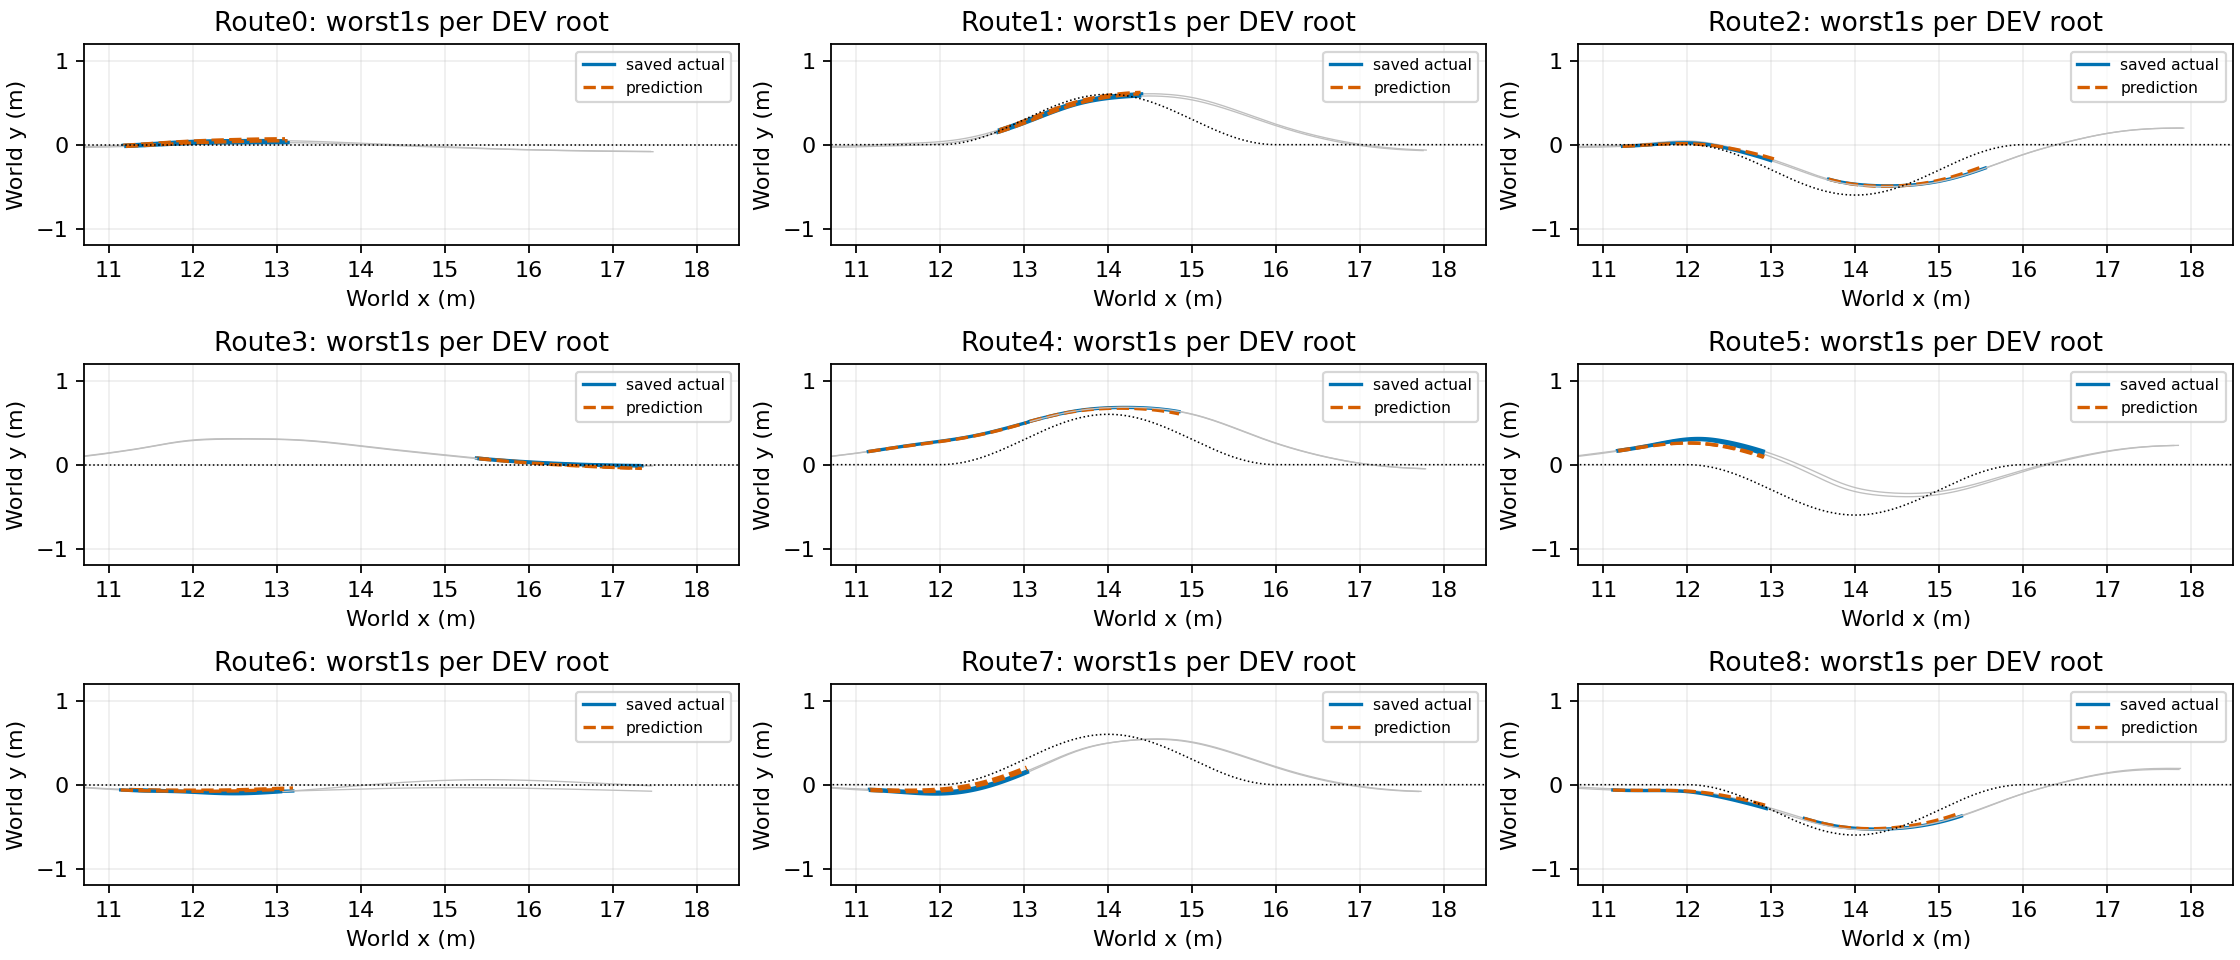 Route0: worst1s per DEV root
World y (m)
1
0
−1
saved actual
prediction
11 12 13 14 15 16 17 18
World x (m)
Route1: worst1s per DEV root
World y (m)
1
0
−1
saved actual
prediction
11 12 13 14 15 16 17 18
World x (m)
Route2: worst1s per DEV root
World y (m)
1
0
−1
saved actual
prediction
11 12 13 14 15 16 17 18
World x (m)
Route3: worst1s per DEV root
World y (m)
1
0
−1
saved actual
prediction
11 12 13 14 15 16 17 18
World x (m)
Route4: worst1s per DEV root
World y (m)
1
0
−1
saved actual
prediction
11 12 13 14 15 16 17 18
World x (m)
Route5: worst1s per DEV root
World y (m)
1
0
−1
saved actual
prediction
11 12 13 14 15 16 17 18
World x (m)
Route6: worst1s per DEV root
World y (m)
1
0
−1
saved actual
prediction
11 12 13 14 15 16 17 18
World x (m)
Route7: worst1s per DEV root
World y (m)
1
0
−1
saved actual
prediction
11 12 13 14 15 16 17 18
World x (m)
Route8: worst1s per DEV root
World y (m)
1
0
−1
saved actual
prediction
11 12 13 14 15 16 17 18
World x (m)